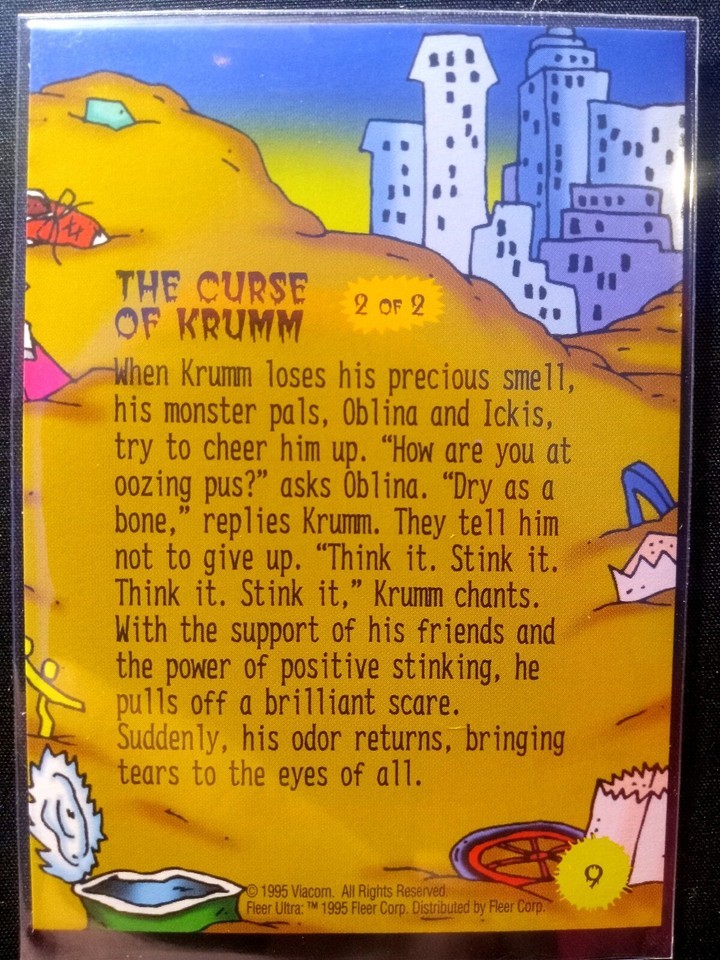 THE CURSE
OF KRUMM
2 OF 2
When Krumm loses his precious smell,
his monster pals, Oblina and Ickis,
try to cheer him up. “How are you at
oozing pus?” asks Oblina. “Dry as a
bone,” replies Krumm. They tell him
not to give up. “Think it. Stink it.
Think it. Stink it,” Krumm chants.
With the support of his friends and
the power of positive stinking, he
pulls off a brilliant scare.
Suddenly, his odor returns, bringing
tears to the eyes of all.
© 1995 Viacom. All Rights Reserved.
Fleer Ultra: ™ 1995 Fleer Corp. Distributed by Fleer Corp.
9